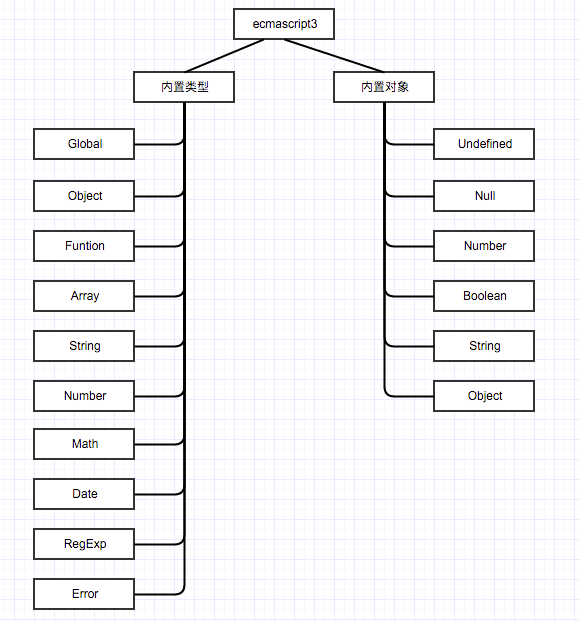 ecmascript3
内置类型
内置对象
Global
Undefined
Object
Null
Funtion
Number
Array
Boolean
String
String
Number
Object
Math
Date
RegExp
Error